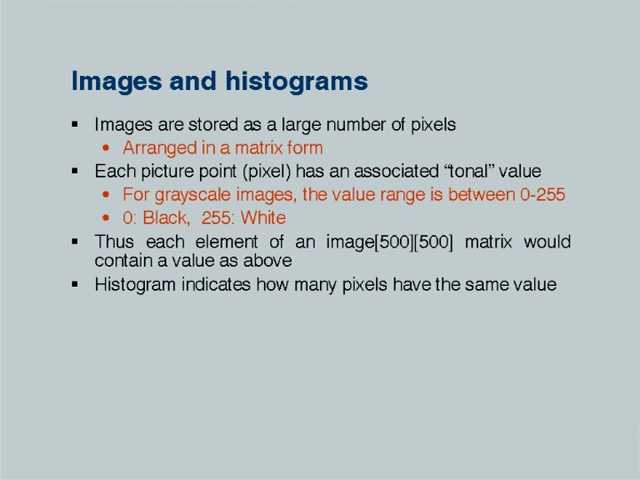 Images and histograms
▪ Images are stored as a large number of pixels
• Arranged in a matrix form
▪ Each picture point (pixel) has an associated “tonal” value
• For grayscale images, the value range is between 0-255
• 0: Black, 255: White
▪ Thus each element of an image[500][500] matrix would
contain a value as above
▪ Histogram indicates how many pixels have the same value